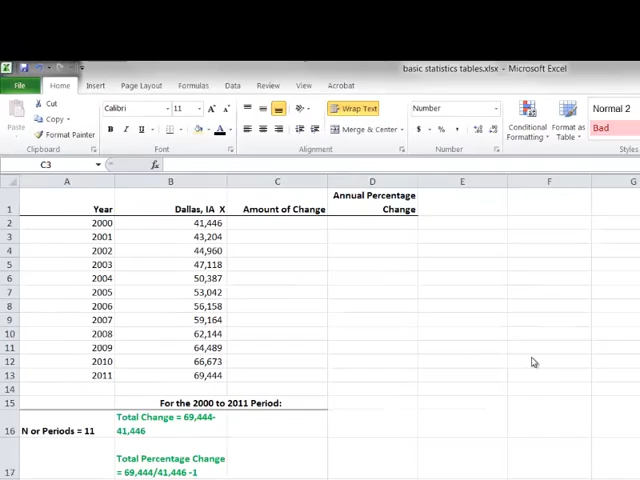 basic statistics tables.xlsx - Microsoft Excel
File Home Insert Page Layout Formulas Data Review View Acrobat
Cut
Copy
Format Painter
Paste
Calibri 11 A A
B I U A
Wrap Text
Merge & Center
Number
$ % ,
Conditional Formatting
Format as Table
Normal 2
Bad
Clipboard Font Alignment Number Styles
C3 fx
A B C D E F G
1 Year Dallas, IA X Amount of Change Annual Percentage Change
2 2000 41,446
3 2001 43,204
4 2002 44,960
5 2003 47,118
6 2004 50,387
7 2005 53,042
8 2006 56,158
9 2007 59,164
10 2008 62,144
11 2009 64,489
12 2010 66,673
13 2011 69,444
14
15 For the 2000 to 2011 Period:
16 N or Periods = 11 Total Change = 69,444-41,446
17 Total Percentage Change = 69,444/41,446 -1